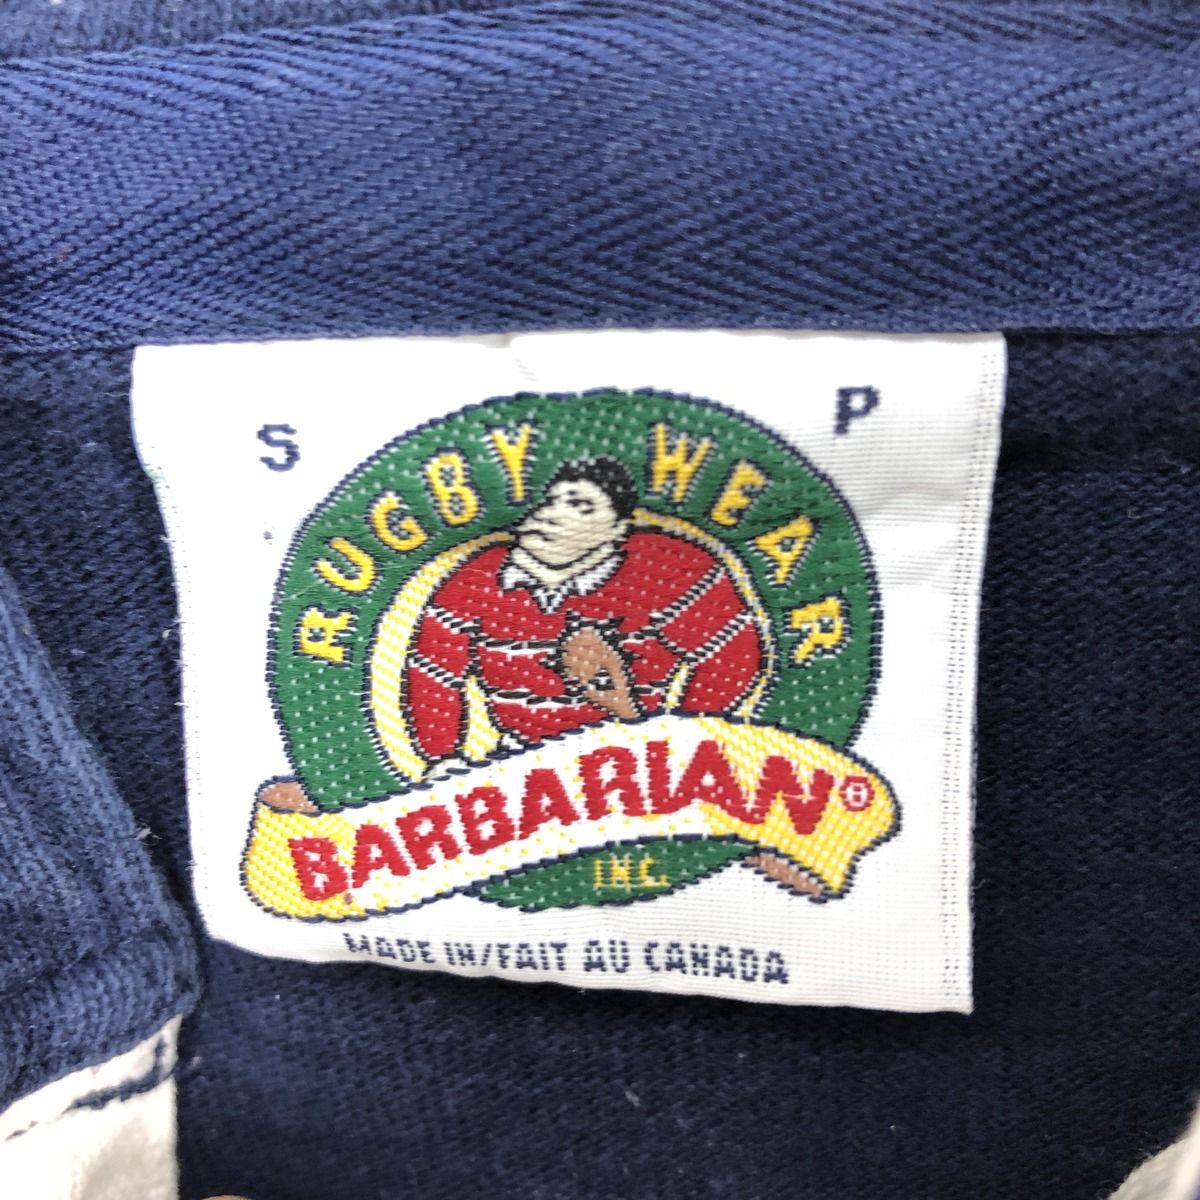 S P
RUGBY WEAR
BARBARIAN®
INC.
MADE IN/FAIT AU CANADA